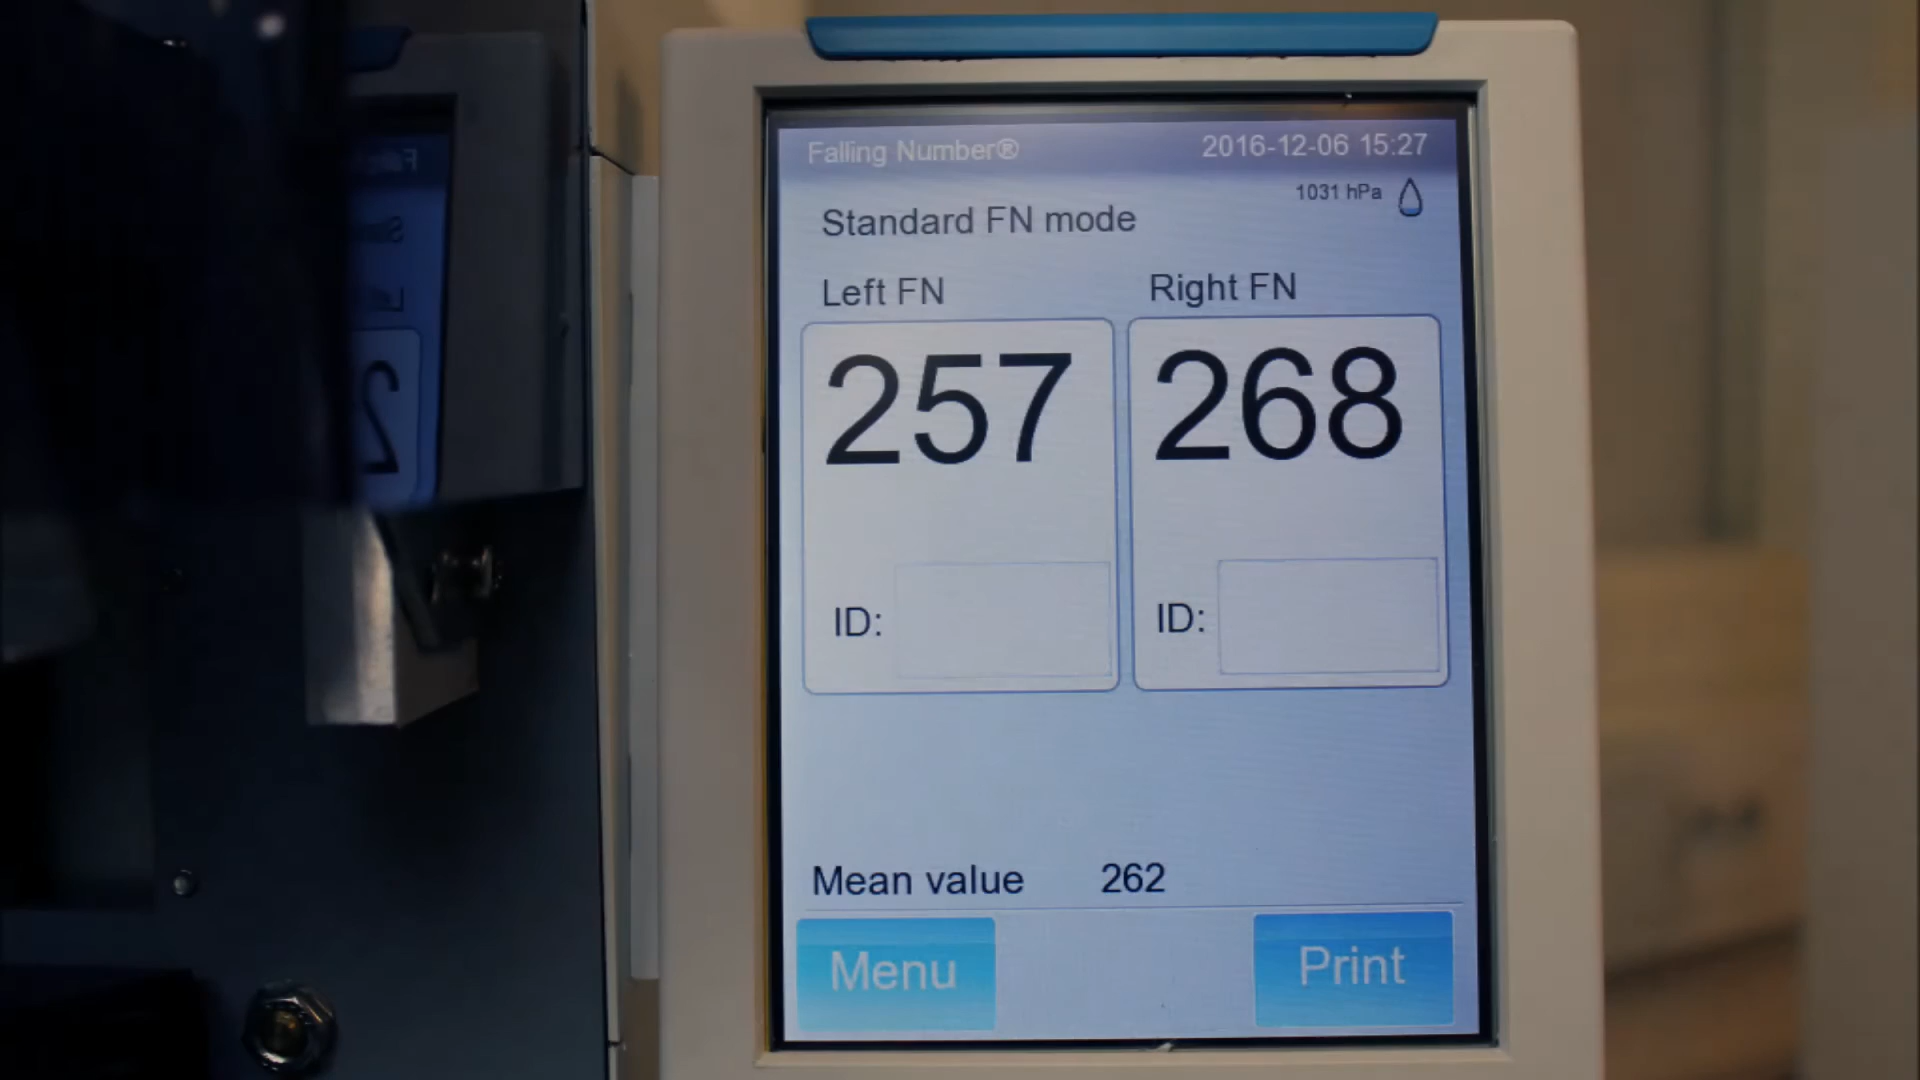 Falling Number® 2016-12-06 15:27
1031 hPa
Standard FN mode
Left FN Right FN
257 268
ID: ID:
Mean value 262
Menu Print